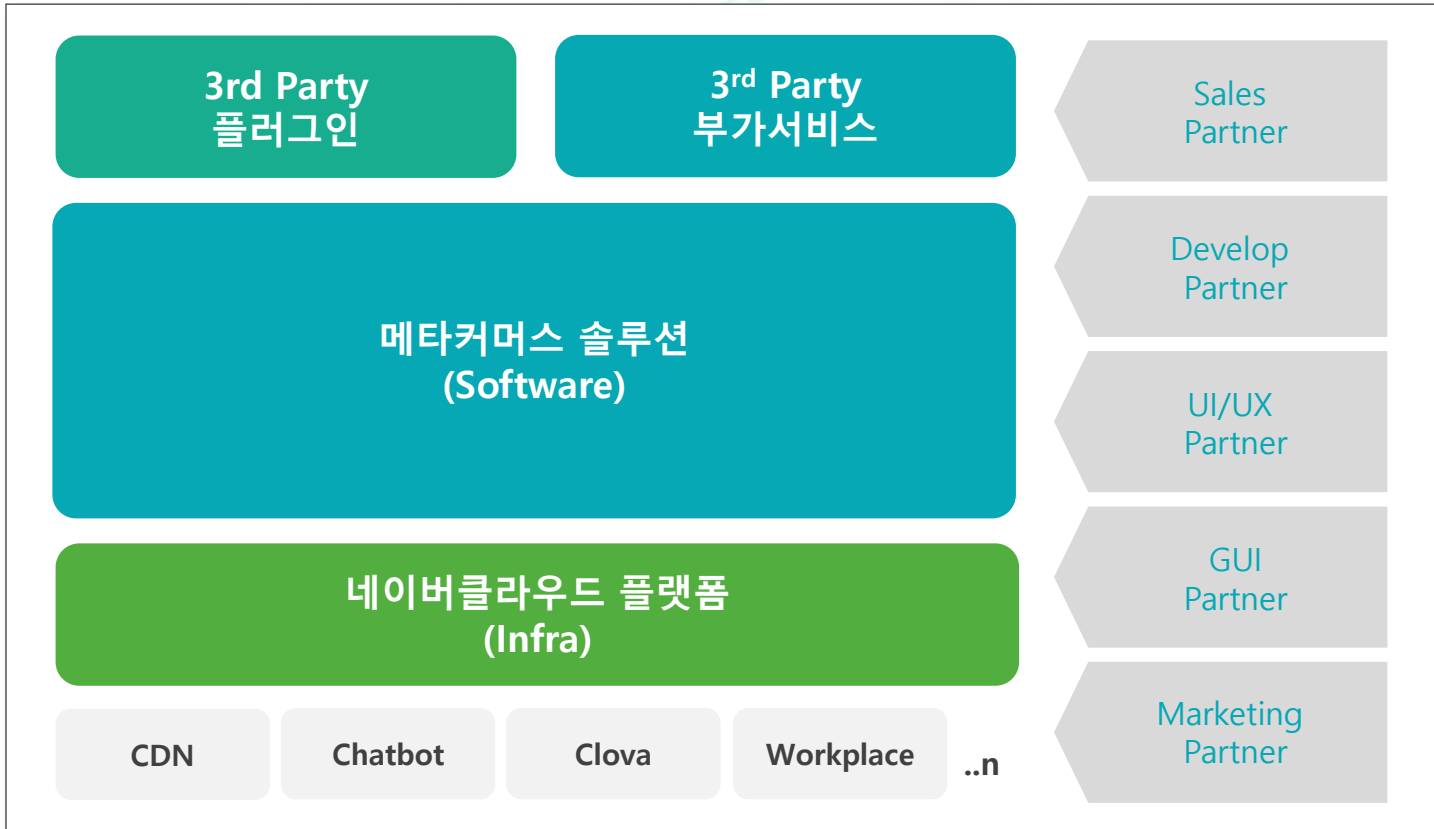 3rd Party
플러그인
3rd Party
부가서비스
메타커머스 솔루션
(Software)
네이버클라우드 플랫폼
(Infra)
CDN
Chatbot
Clova
Workplace
..n
Sales
Partner
Develop
Partner
UI/UX
Partner
GUI
Partner
Marketing
Partner